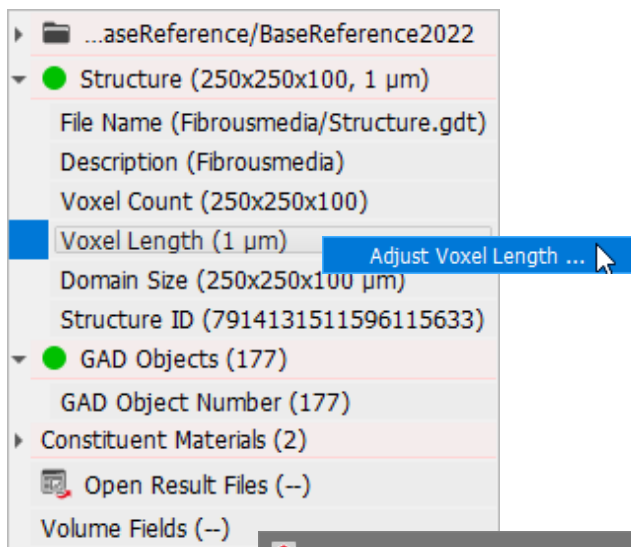 ...aseReference/BaseReference2022
Structure (250x250x100, 1 µm)
File Name (Fibrousmedia/Structure.gdt)
Description (Fibrousmedia)
Voxel Count (250x250x100)
Voxel Length (1 µm)
Adjust Voxel Length ...
Domain Size (250x250x100 µm)
Structure ID (7914131511596115633)
GAD Objects (177)
GAD Object Number (177)
Constituent Materials (2)
Open Result Files (--)
Volume Fields (--)